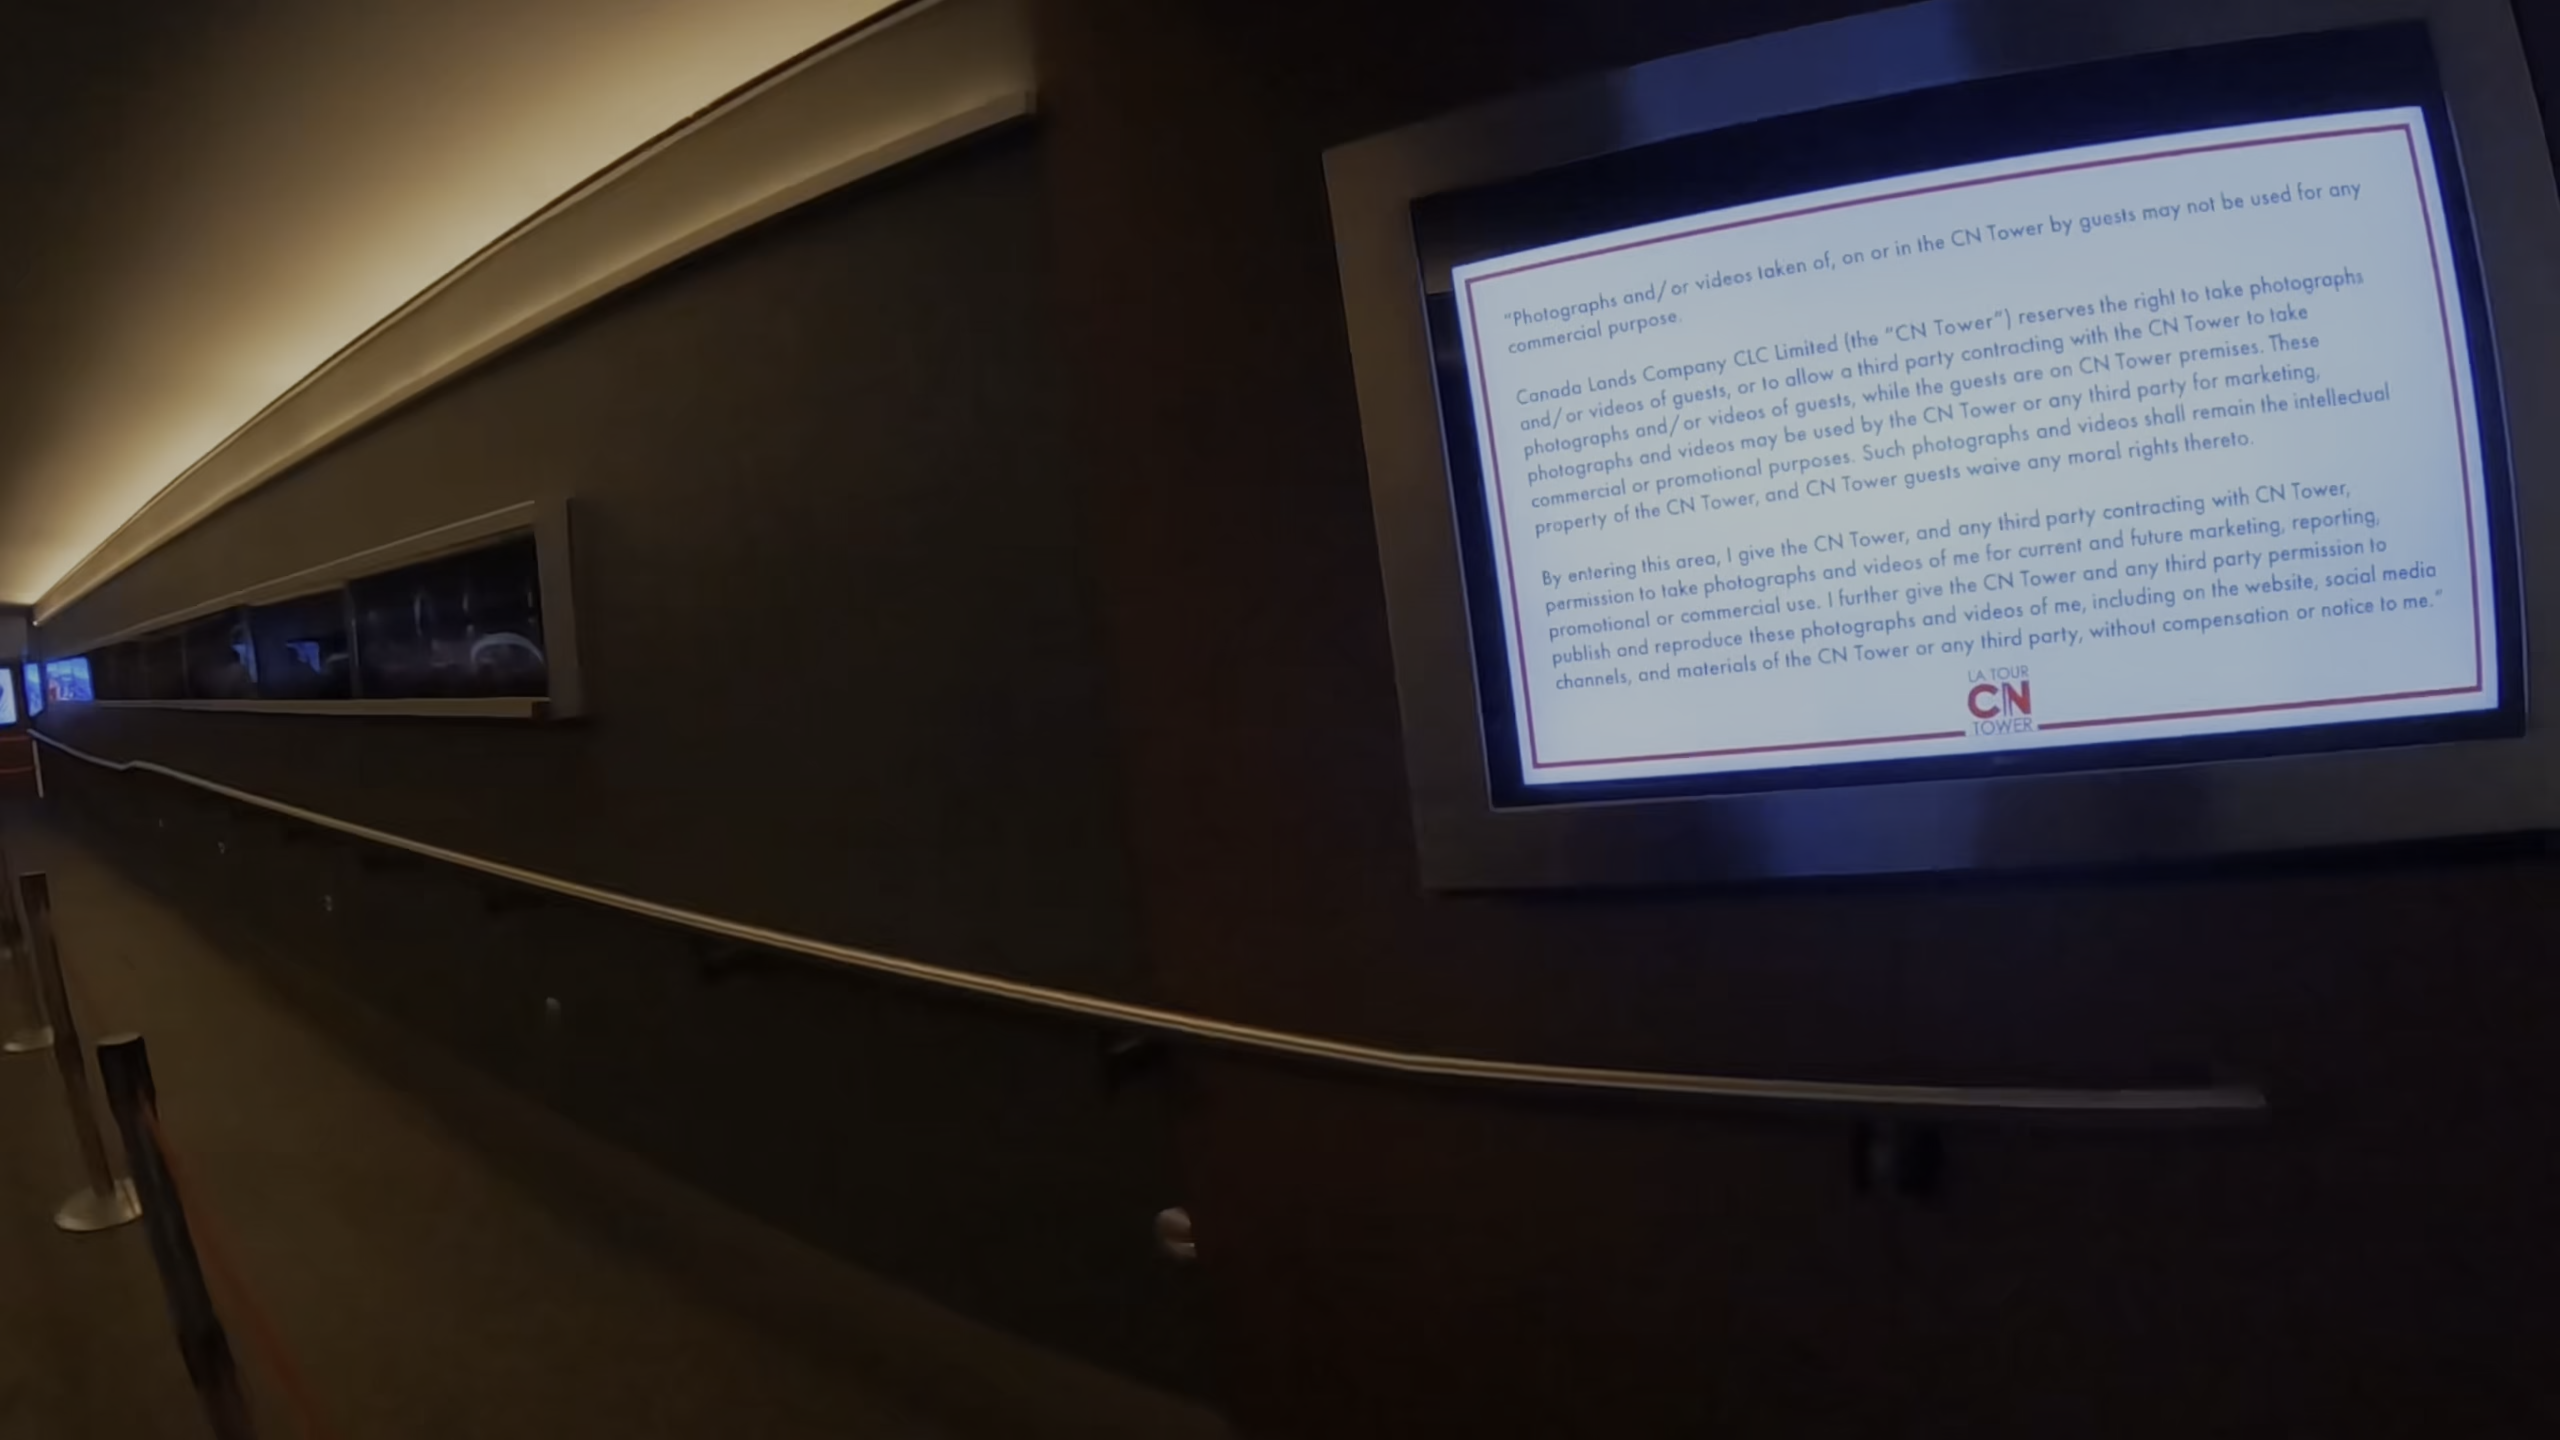 "Photographs and/or videos taken of, on or in the CN Tower by guests may not be used for any
commercial purpose.
Canada Lands Company CLC Limited (the "CN Tower") reserves the right to take photographs
and/or videos of guests, or to allow a third party contracting with the CN Tower to take
photographs and/or videos of guests, while the guests are on CN Tower premises. These
photographs and videos may be used by the CN Tower or any third party for marketing,
commercial or promotional purposes. Such photographs and videos shall remain the intellectual
property of the CN Tower, and CN Tower guests waive any moral rights thereto.
By entering this area, I give the CN Tower, and any third party contracting with CN Tower,
permission to take photographs and videos of me for current and future marketing, reporting,
promotional or commercial use. I further give the CN Tower and any third party permission to
publish and reproduce these photographs and videos of me, including on the website, social media
channels, and materials of the CN Tower or any third party, without compensation or notice to me."
LA TOUR
CN
TOWER